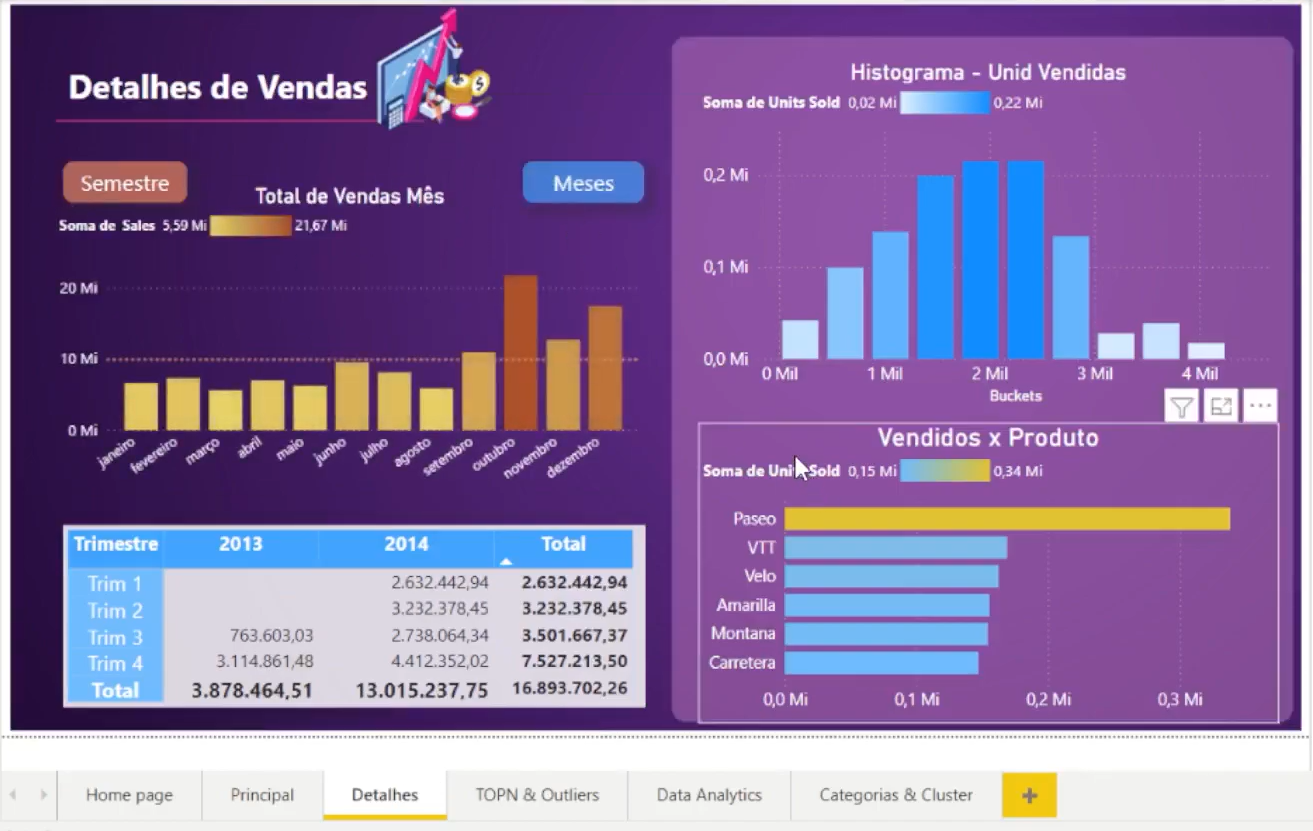 Detalhes de Vendas
Semestre
Meses
Total de Vendas Mês
Soma de Sales 5,59 Mi 21,67 Mi
20 Mi
10 Mi
0 Mi
janeiro fevereiro março abril maio junho julho agosto setembro outubro novembro dezembro
Trimestre 2013 2014 Total
Trim 1 2.632.442,94 2.632.442,94
Trim 2 3.232.378,45 3.232.378,45
Trim 3 763.603,03 2.738.064,34 3.501.667,37
Trim 4 3.114.861,48 4.412.352,02 7.527.213,50
Total 3.878.464,51 13.015.237,75 16.893.702,26
Histograma - Unid Vendidas
Soma de Units Sold 0,02 Mi 0,22 Mi
0,2 Mi
0,1 Mi
0,0 Mi
0 Mil 1 Mil 2 Mil 3 Mil 4 Mil
Buckets
Vendidos x Produto
Soma de Units Sold 0,15 Mi 0,34 Mi
Paseo
VTT
Velo
Amarilla
Montana
Carretera
0,0 Mi 0,1 Mi 0,2 Mi 0,3 Mi
Home page Principal Detalhes TOPN & Outliers Data Analytics Categorias & Cluster +